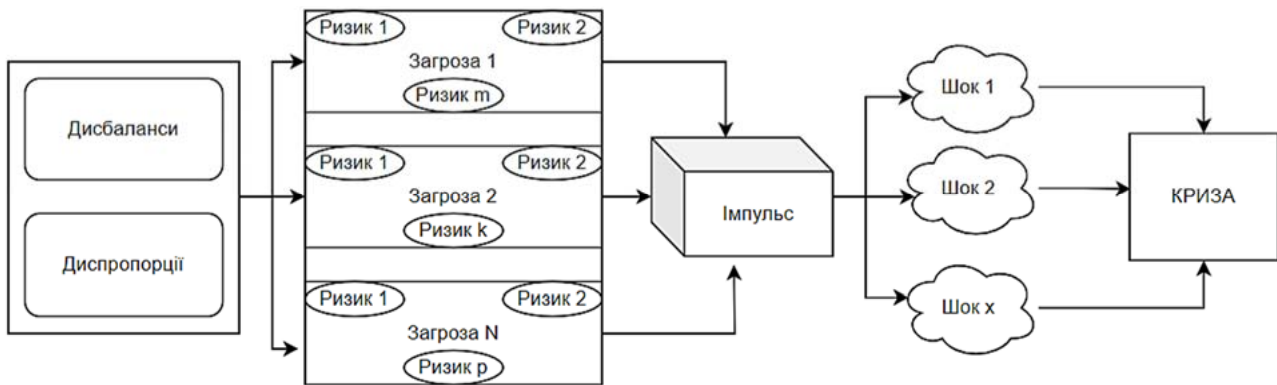 Дисбаланси
Диспропорції
Ризик 1
Ризик 2
Загроза 1
Ризик m
Ризик 1
Ризик 2
Загроза 2
Ризик k
Ризик 1
Ризик 2
Загроза N
Ризик p
Імпульс
Шок 1
Шок 2
Шок x
КРИЗА